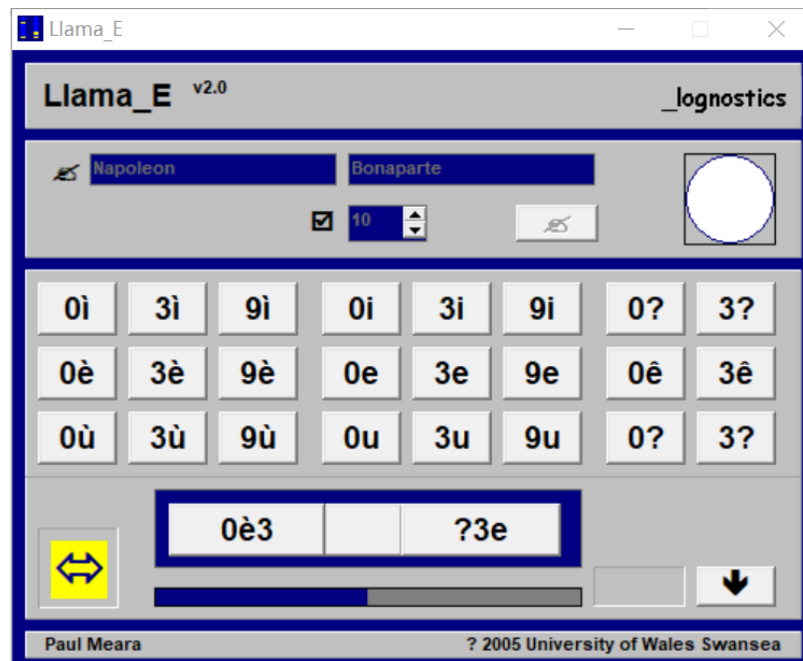 Llama_E
Llama_E v2.0 _lognostics
Napoleon Bonaparte
10
0ì 3ì 9ì 0i 3i 9i 0? 3?
0è 3è 9è 0e 3e 9e 0ê 3ê
0ù 3ù 9ù 0u 3u 9u 0? 3?
0è3 ?3e
Paul Meara ? 2005 University of Wales Swansea